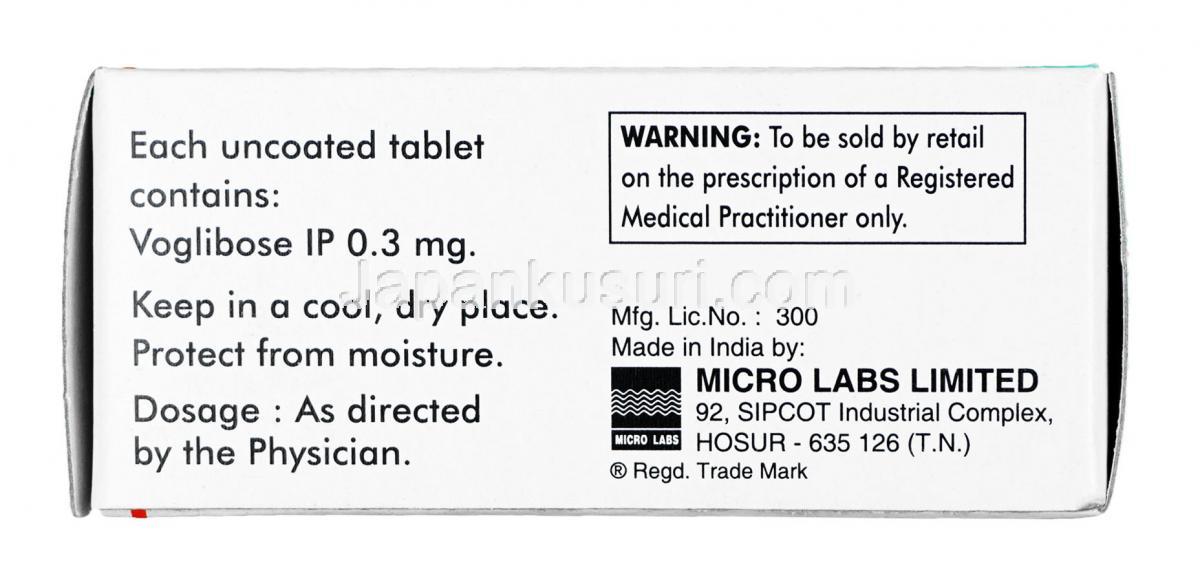 Each uncoated tablet
contains:
Voglibose IP 0.3 mg.
Keep in a cool, dry place.
Protect from moisture.
Dosage : As directed
by the Physician.
WARNING: To be sold by retail
on the prescription of a Registered
Medical Practitioner only.
Japankusuri.com
Mfg. Lic.No. : 300
Made in India by:
MICRO LABS
MICRO LABS LIMITED
92, SIPCOT Industrial Complex,
HOSUR - 635 126 (T.N.)
® Regd. Trade Mark